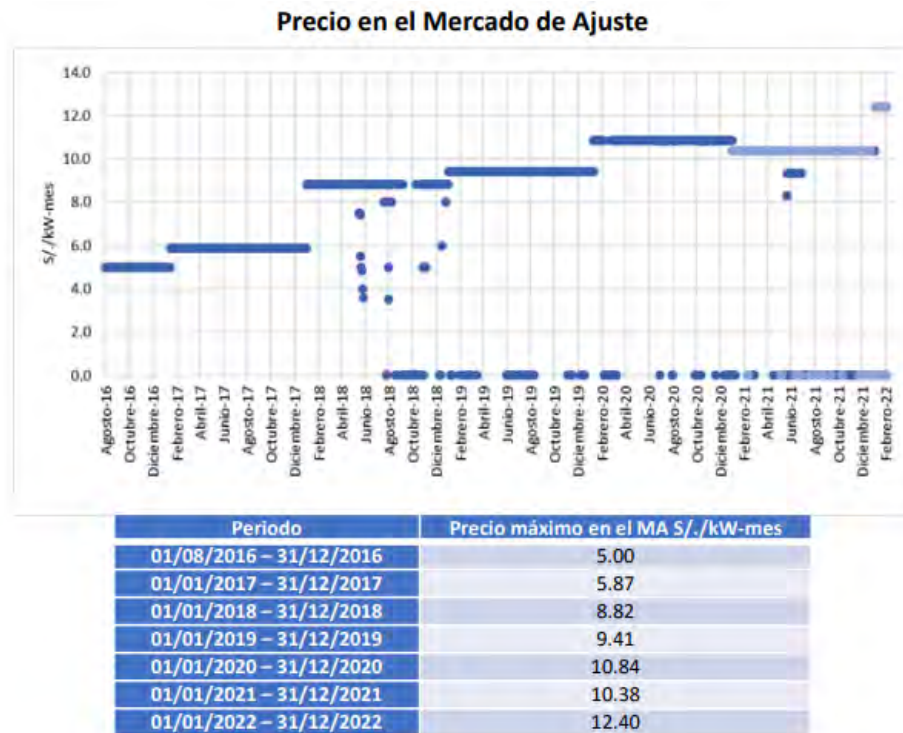 Precio en el Mercado de Ajuste
14.0
12.0
10.0
8.0
6.0
4.0
2.0
0.0
S/./kW-mes
Agosto-16
Octubre-16
Diciembre-16
Febrero-17
Abril-17
Junio-17
Agosto-17
Octubre-17
Diciembre-17
Febrero-18
Abril-18
Junio-18
Agosto-18
Octubre-18
Diciembre-18
Febrero-19
Abril-19
Junio-19
Agosto-19
Octubre-19
Diciembre-19
Febrero-20
Abril-20
Junio-20
Agosto-20
Octubre-20
Diciembre-20
Febrero-21
Abril-21
Junio-21
Agosto-21
Octubre-21
Diciembre-21
Febrero-22
Periodo Precio máximo en el MA S/./kW-mes
01/08/2016 – 31/12/2016 5.00
01/01/2017 – 31/12/2017 5.87
01/01/2018 – 31/12/2018 8.82
01/01/2019 – 31/12/2019 9.41
01/01/2020 – 31/12/2020 10.84
01/01/2021 – 31/12/2021 10.38
01/01/2022 – 31/12/2022 12.40